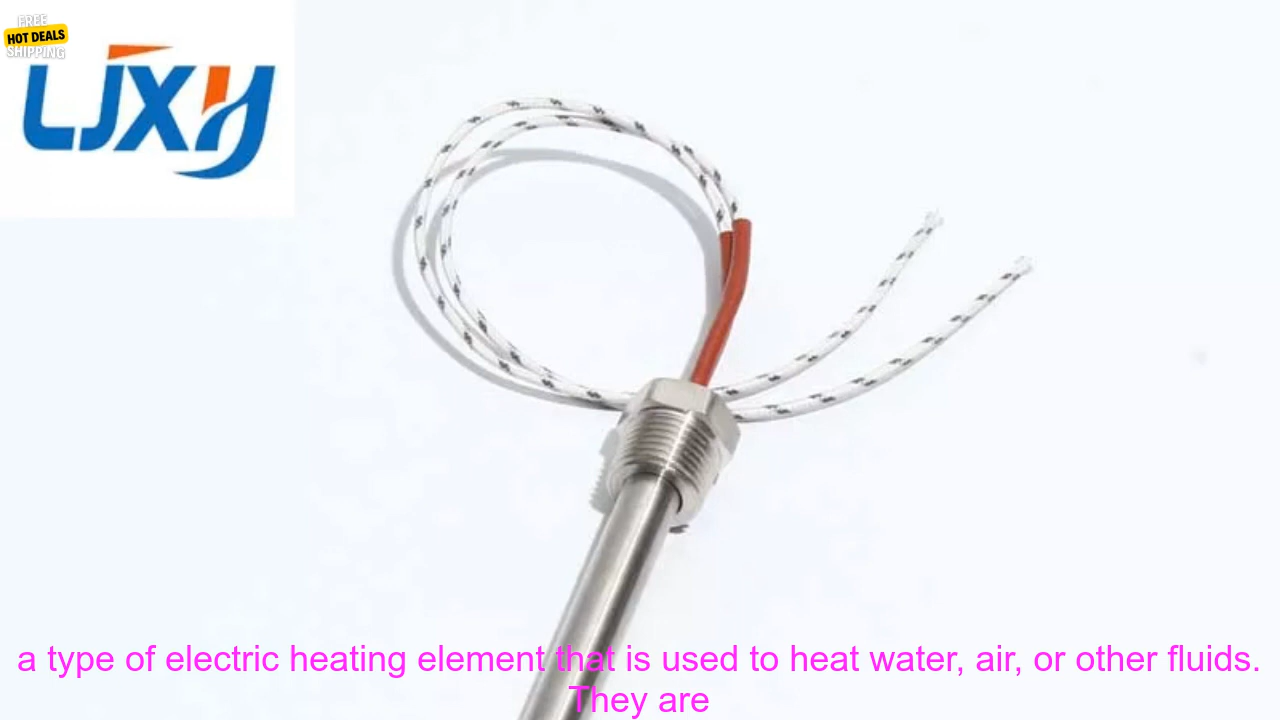 FREE
HOT DEALS
SHIPPING
LJXH
a type of electric heating element that is used to heat water, air, or other fluids.
They are